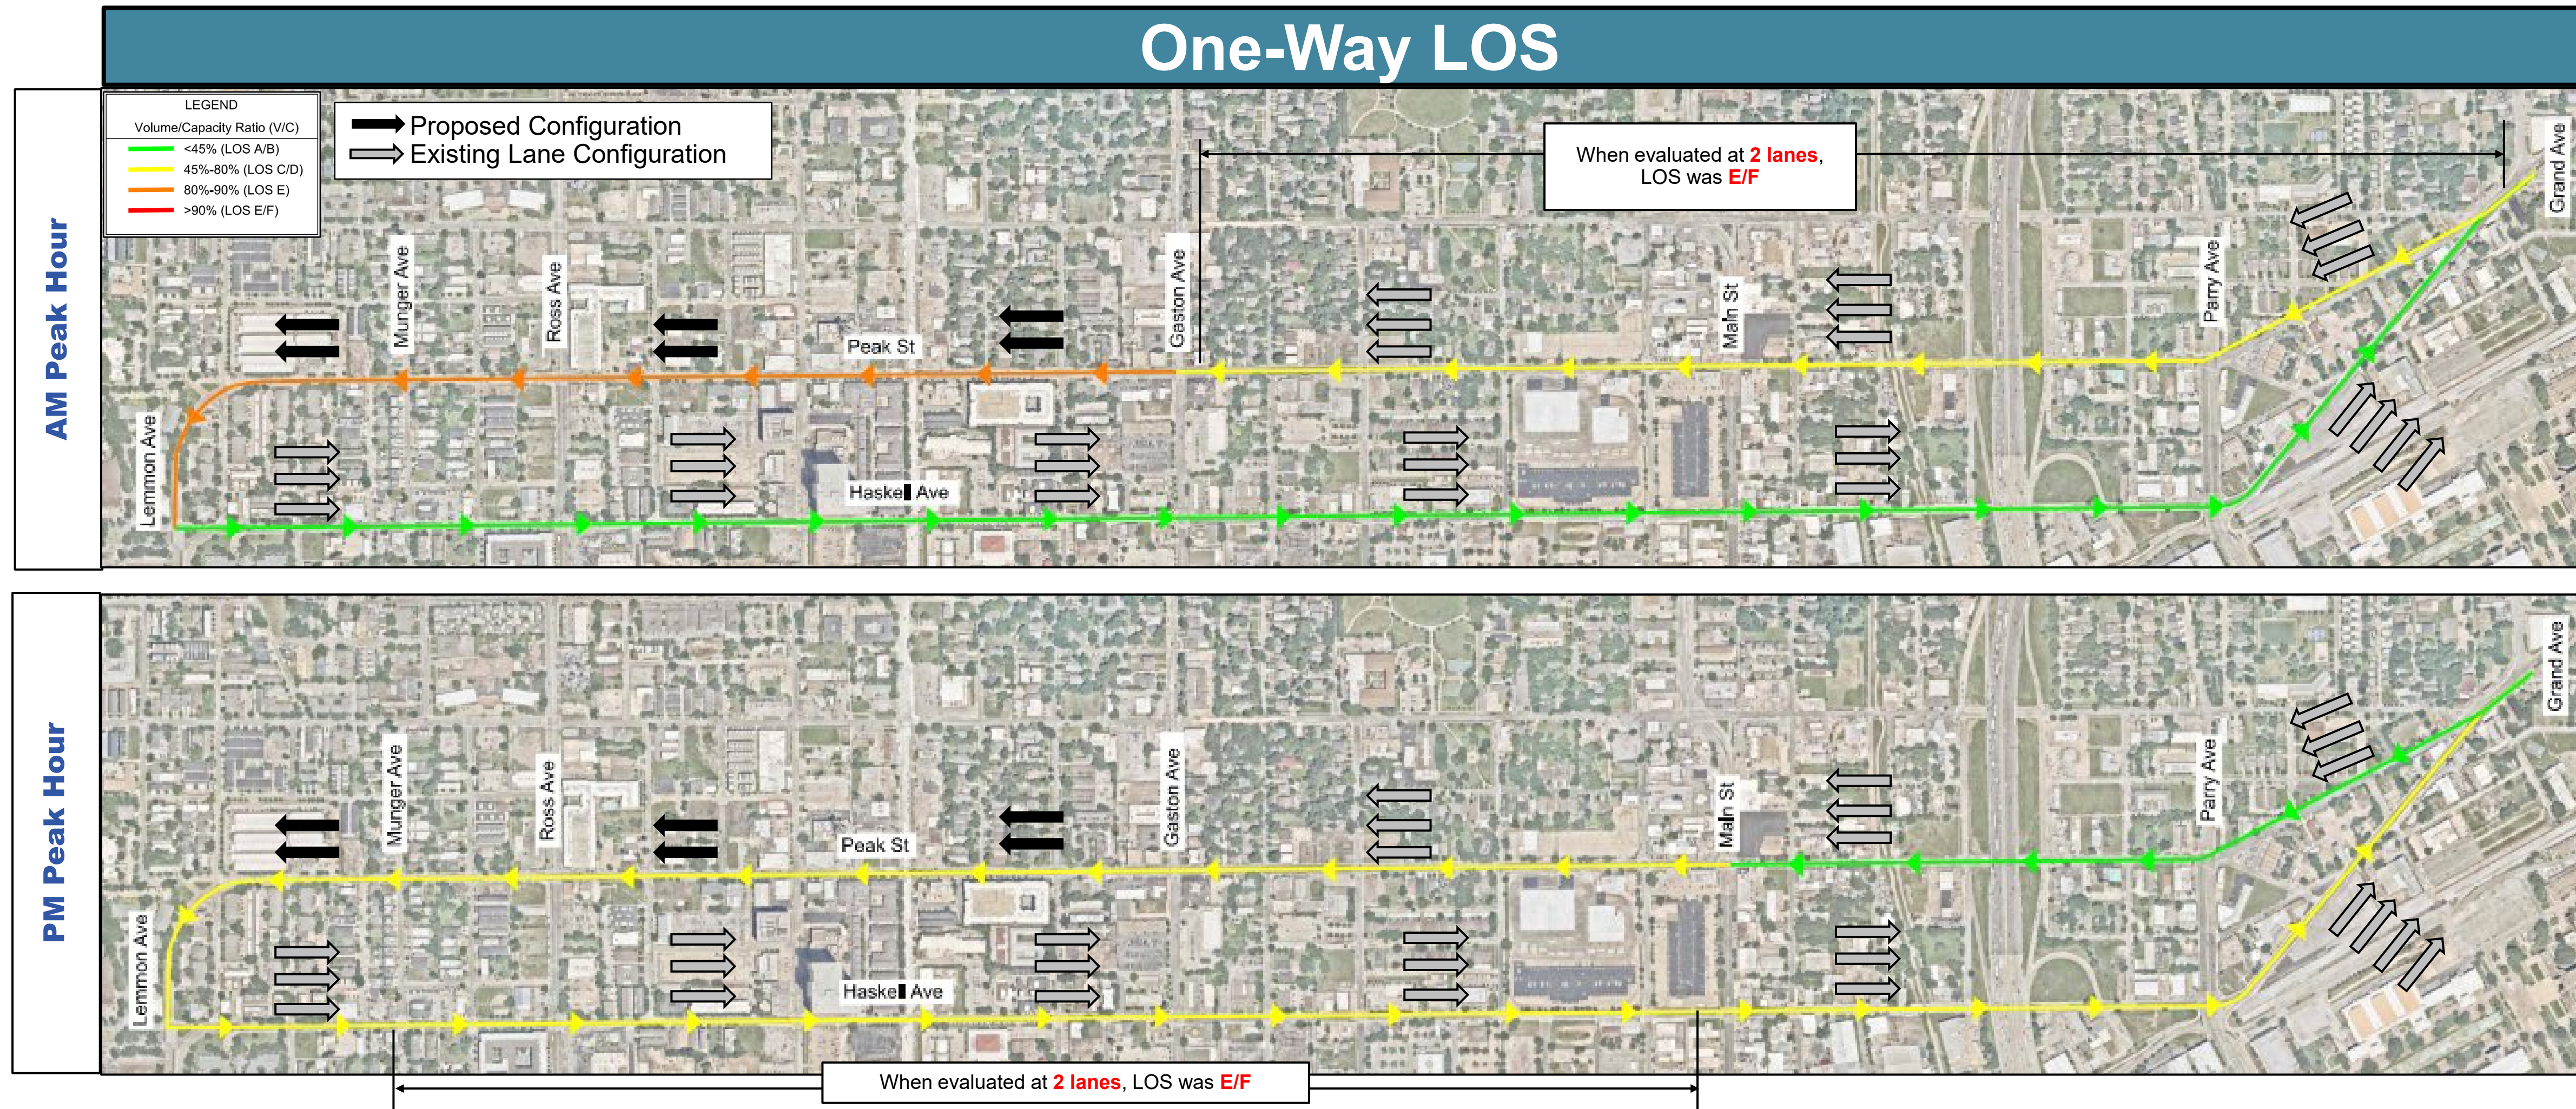 One-Way LOS
AM Peak Hour
LEGEND
Volume/Capacity Ratio (V/C)
<45% (LOS A/B)
45%-80% (LOS C/D)
80%-90% (LOS E)
>90% (LOS E/F)
Proposed Configuration
Existing Lane Configuration
When evaluated at 2 lanes,
LOS was E/F
Lemmon Ave
Munger Ave
Ross Ave
Peak St
Haskell Ave
Gaston Ave
Main St
Parry Ave
Grand Ave
PM Peak Hour
Lemmon Ave
Munger Ave
Ross Ave
Peak St
Haskell Ave
Gaston Ave
Main St
Parry Ave
Grand Ave
When evaluated at 2 lanes, LOS was E/F